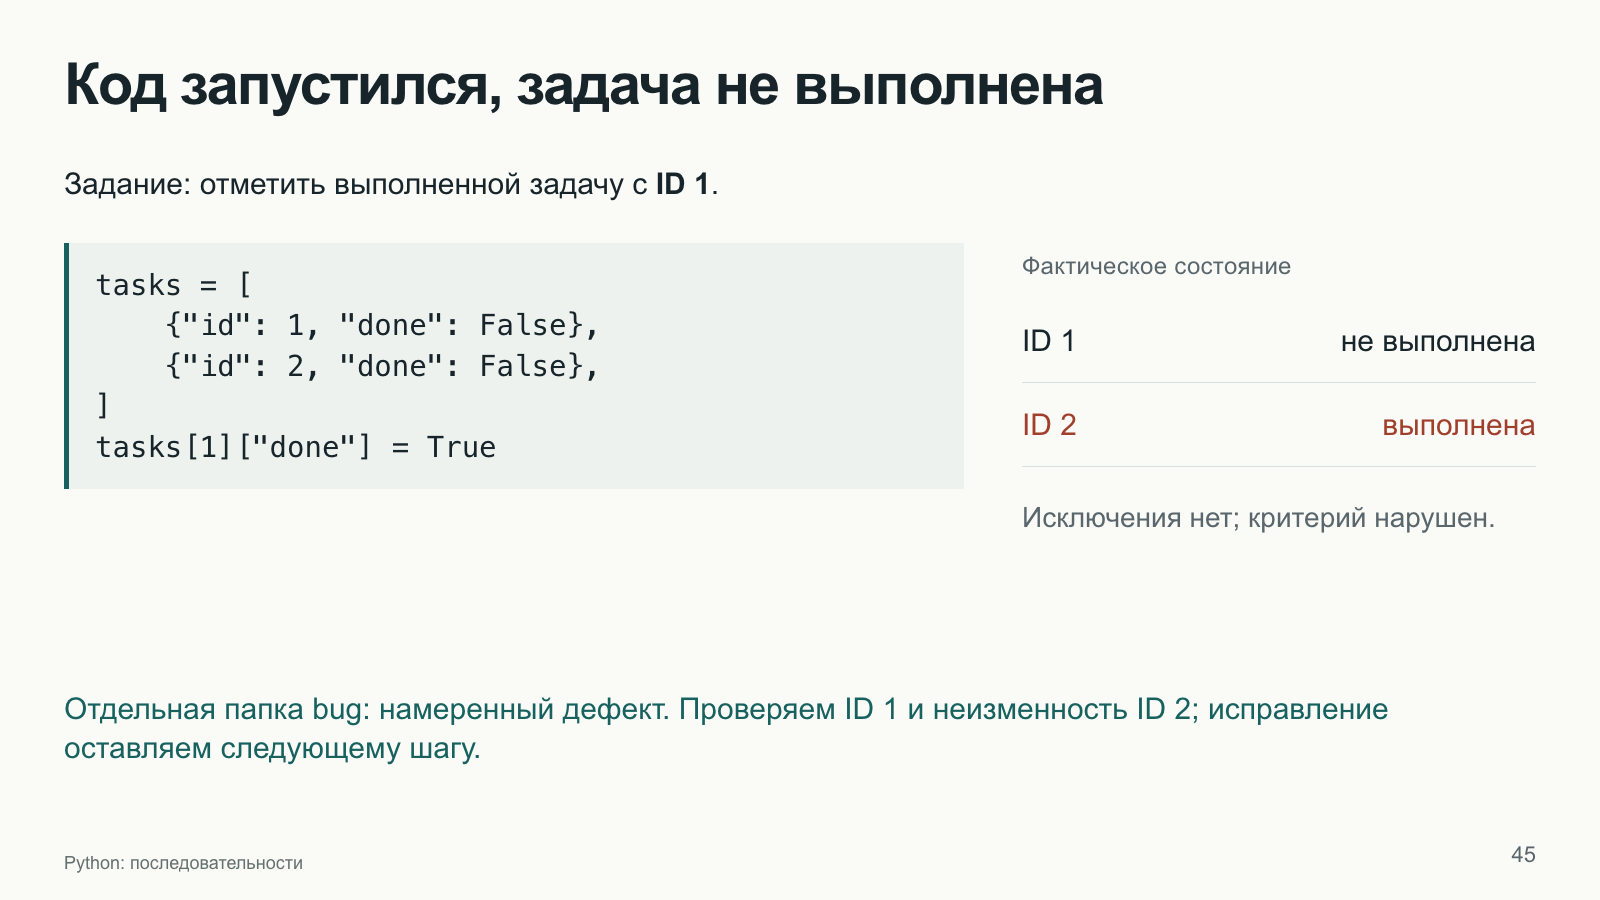 Код запустился, задача не выполнена
Задание: отметить выполненной задачу с ID 1.
tasks = [
    {"id": 1, "done": False},
    {"id": 2, "done": False},
]
tasks[1]["done"] = True
Фактическое состояние
ID 1 не выполнена
ID 2 выполнена
Исключения нет; критерий нарушен.
Отдельная папка bug: намеренный дефект. Проверяем ID 1 и неизменность ID 2; исправление
оставляем следующему шагу.
Python: последовательности
45